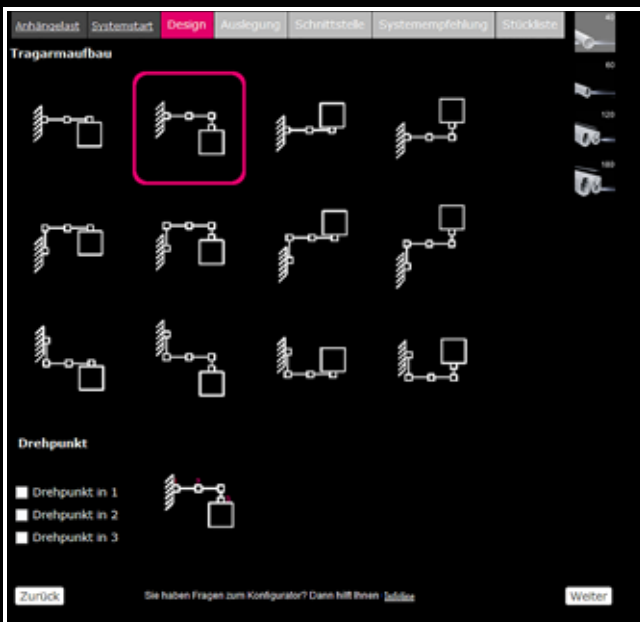 Anhängelast Systemstart Design Auslegung Schnittstelle Systemempfehlung Stückliste
40
Tragarmaufbau
60
120
180
Drehpunkt
Drehpunkt in 1
Drehpunkt in 2
Drehpunkt in 3
Zurück
Sie haben Fragen zum Konfigurator? Dann hilft Ihnen Infoline
Weiter